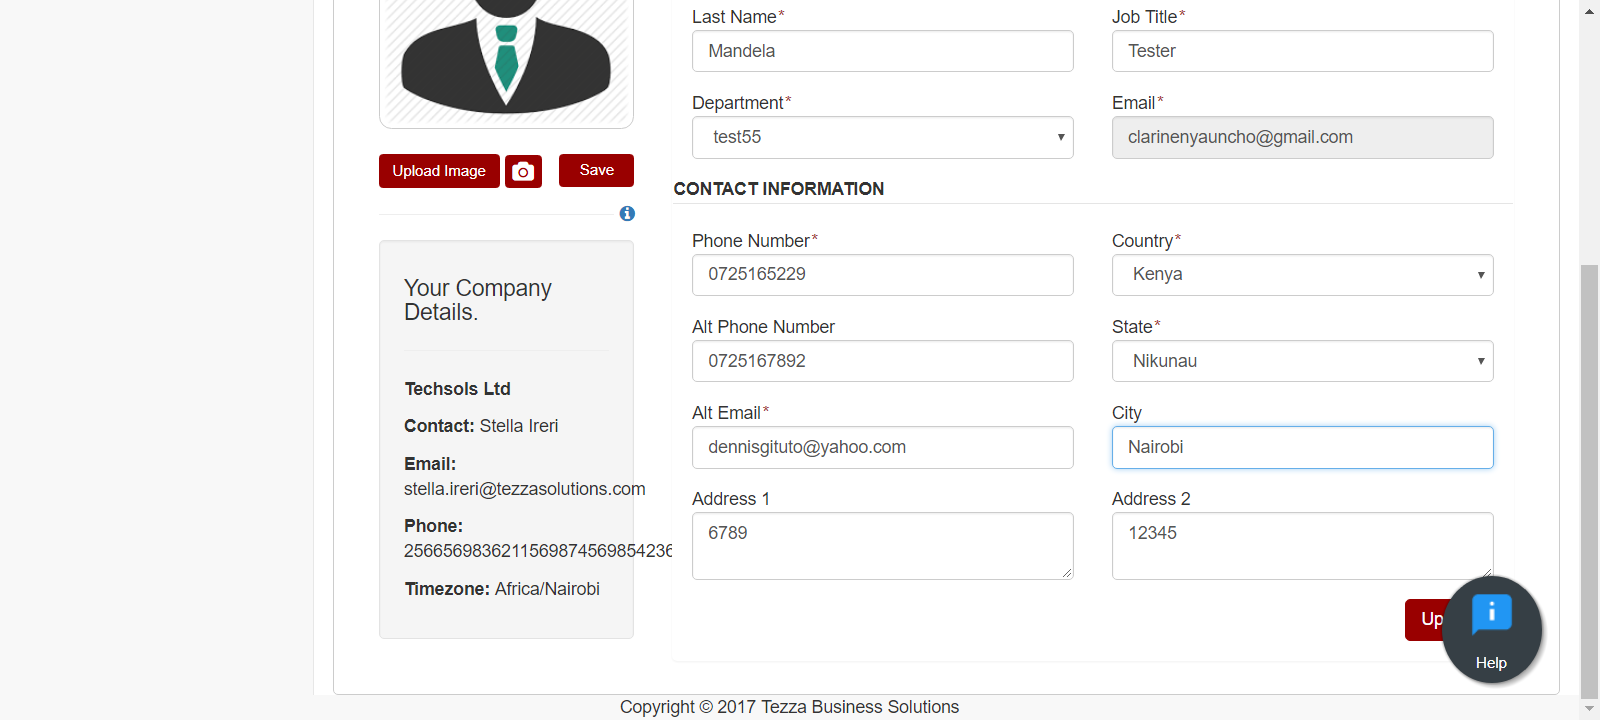 Last Name*
Job Title*
Mandela
Tester
Department*
Email*
test55
clarinenyauncho@gmail.com
Upload Image
Save
CONTACT INFORMATION
Phone Number*
Country*
0725165229
Kenya
Alt Phone Number
State*
0725167892
Nikunau
Alt Email*
City
dennisgituto@yahoo.com
Nairobi
Address 1
Address 2
6789
12345
Your Company
Details.
Techsols Ltd
Contact: Stella Ireri
Email:
stella.ireri@tezzasolutions.com
Phone:
2566569836211569874569854236
Timezone: Africa/Nairobi
Up
Help
Copyright © 2017 Tezza Business Solutions